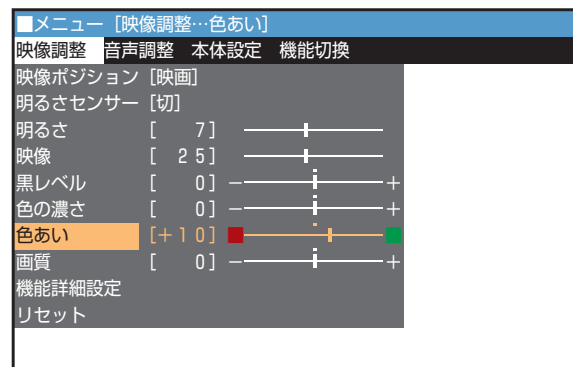 ■メニュー [映像調整…色あい]
映像調整 音声調整 本体設定 機能切換
映像ポジション [映画]
明るさセンサー [切]
明るさ [ 7]
映像 [ 25]
黒レベル [ 0] − +
色の濃さ [ 0] − +
色あい [+10]
画質 [ 0] − +
機能詳細設定
リセット